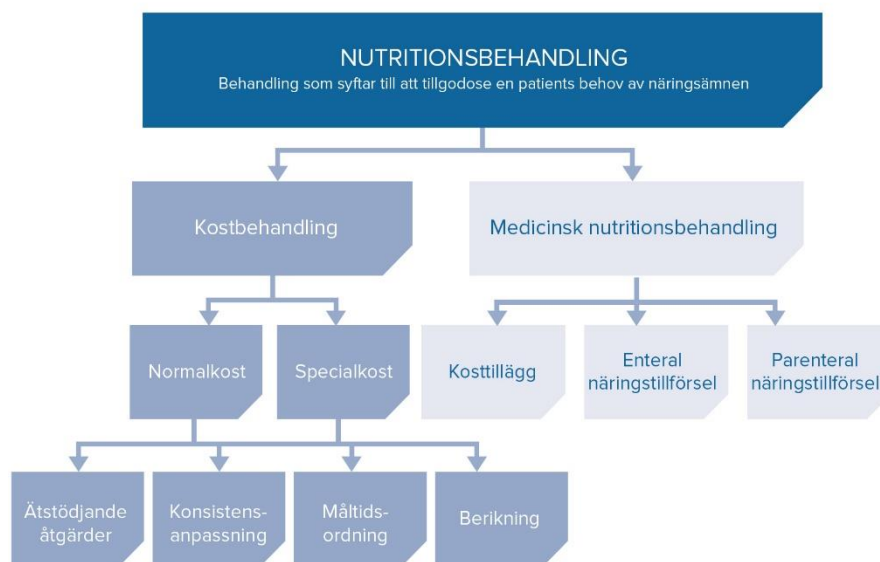 NUTRITIONSBEHANDLING
Behandling som syftar till att tillgodose en patients behov av näringsämnen
Kostbehandling
Medicinsk nutritionsbehandling
Normalkost
Specialkost
Kosttillägg
Enteral
näringstillförsel
Parenteral
näringstillförsel
Ätstödjande
åtgärder
Konsistens-
anpassning
Måltids-
ordning
Berikning